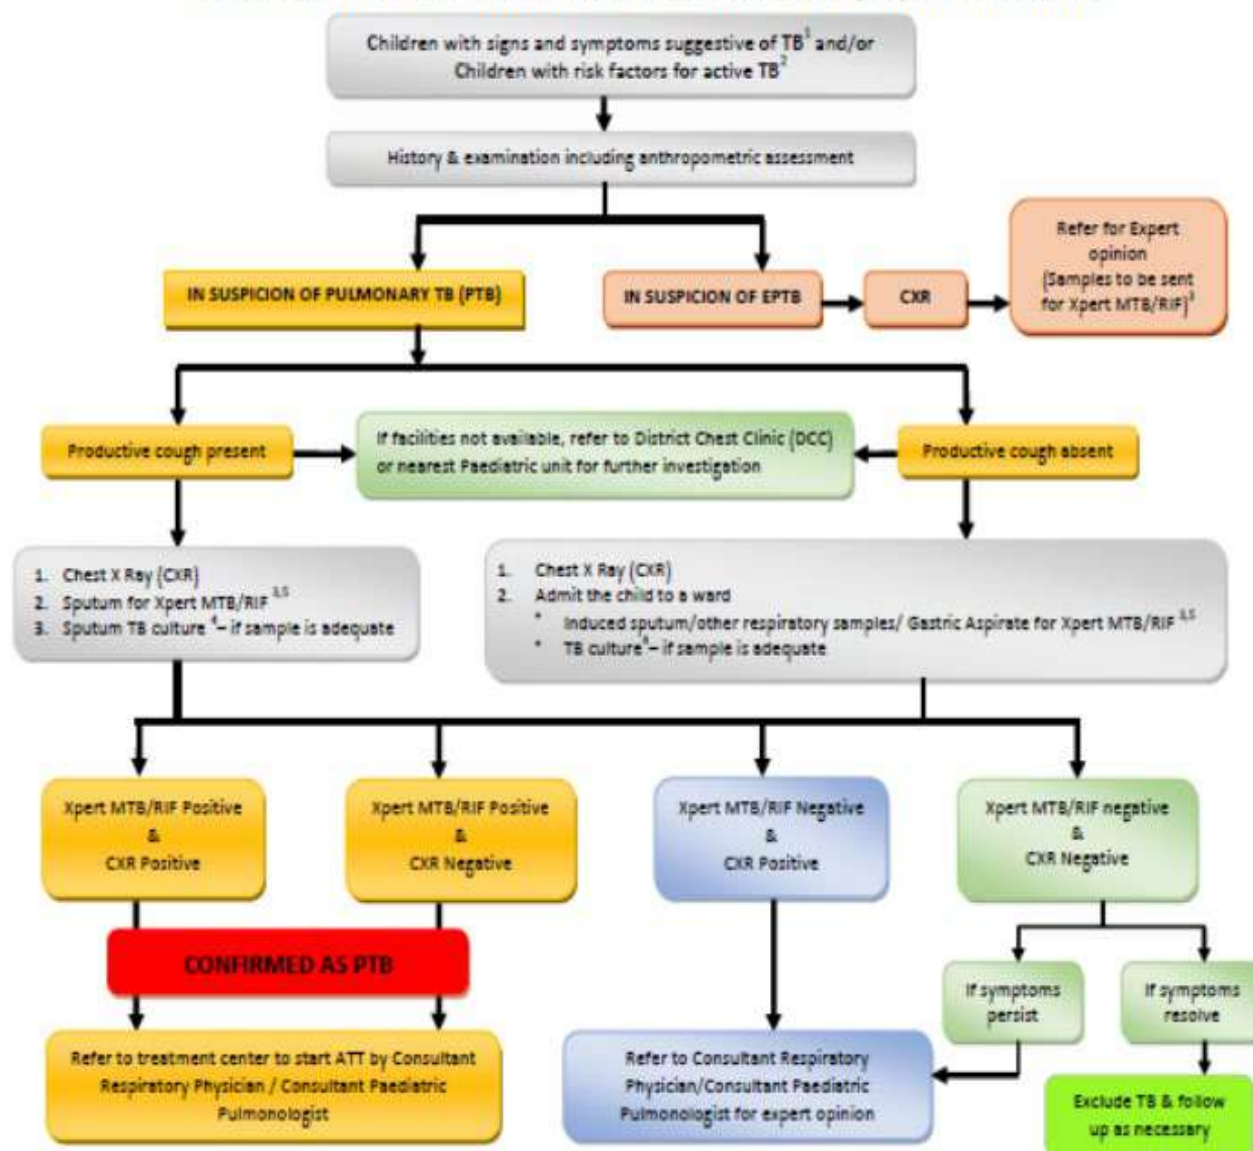 Children with signs and symptoms suggestive of TB1 and/or
Children with risk factors for active TB2
History & examination including anthropometric assessment
Refer for Expert
opinion
(Samples to be sent
for Xpert MTB/RIF)3
IN SUSPICION OF PULMONARY TB (PTB)
IN SUSPICION OF EPTB
CXR
Productive cough present
If facilities not available, refer to District Chest Clinic (DCC)
or nearest Paediatric unit for further investigation
Productive cough absent
1. Chest X Ray (CXR)
2. Sputum for Xpert MTB/RIF 3,5
3. Sputum TB culture 4– if sample is adequate
1. Chest X Ray (CXR)
2. Admit the child to a ward
* Induced sputum/other respiratory samples/ Gastric Aspirate for Xpert MTB/RIF 3,5
* TB culture – if sample is adequate
Xpert MTB/RIF Positive
&
CXR Positive
Xpert MTB/RIF Positive
&
CXR Negative
Xpert MTB/RIF Negative
&
CXR Positive
Xpert MTB/RIF negative
&
CXR Negative
CONFIRMED AS PTB
If symptoms
persist
If symptoms
resolve
Refer to treatment center to start ATT by Consultant
Respiratory Physician / Consultant Paediatric
Pulmonologist
Refer to Consultant Respiratory
Physician/Consultant Paediatric
Pulmonologist for expert opinion
Exclude TB & follow
up as necessary